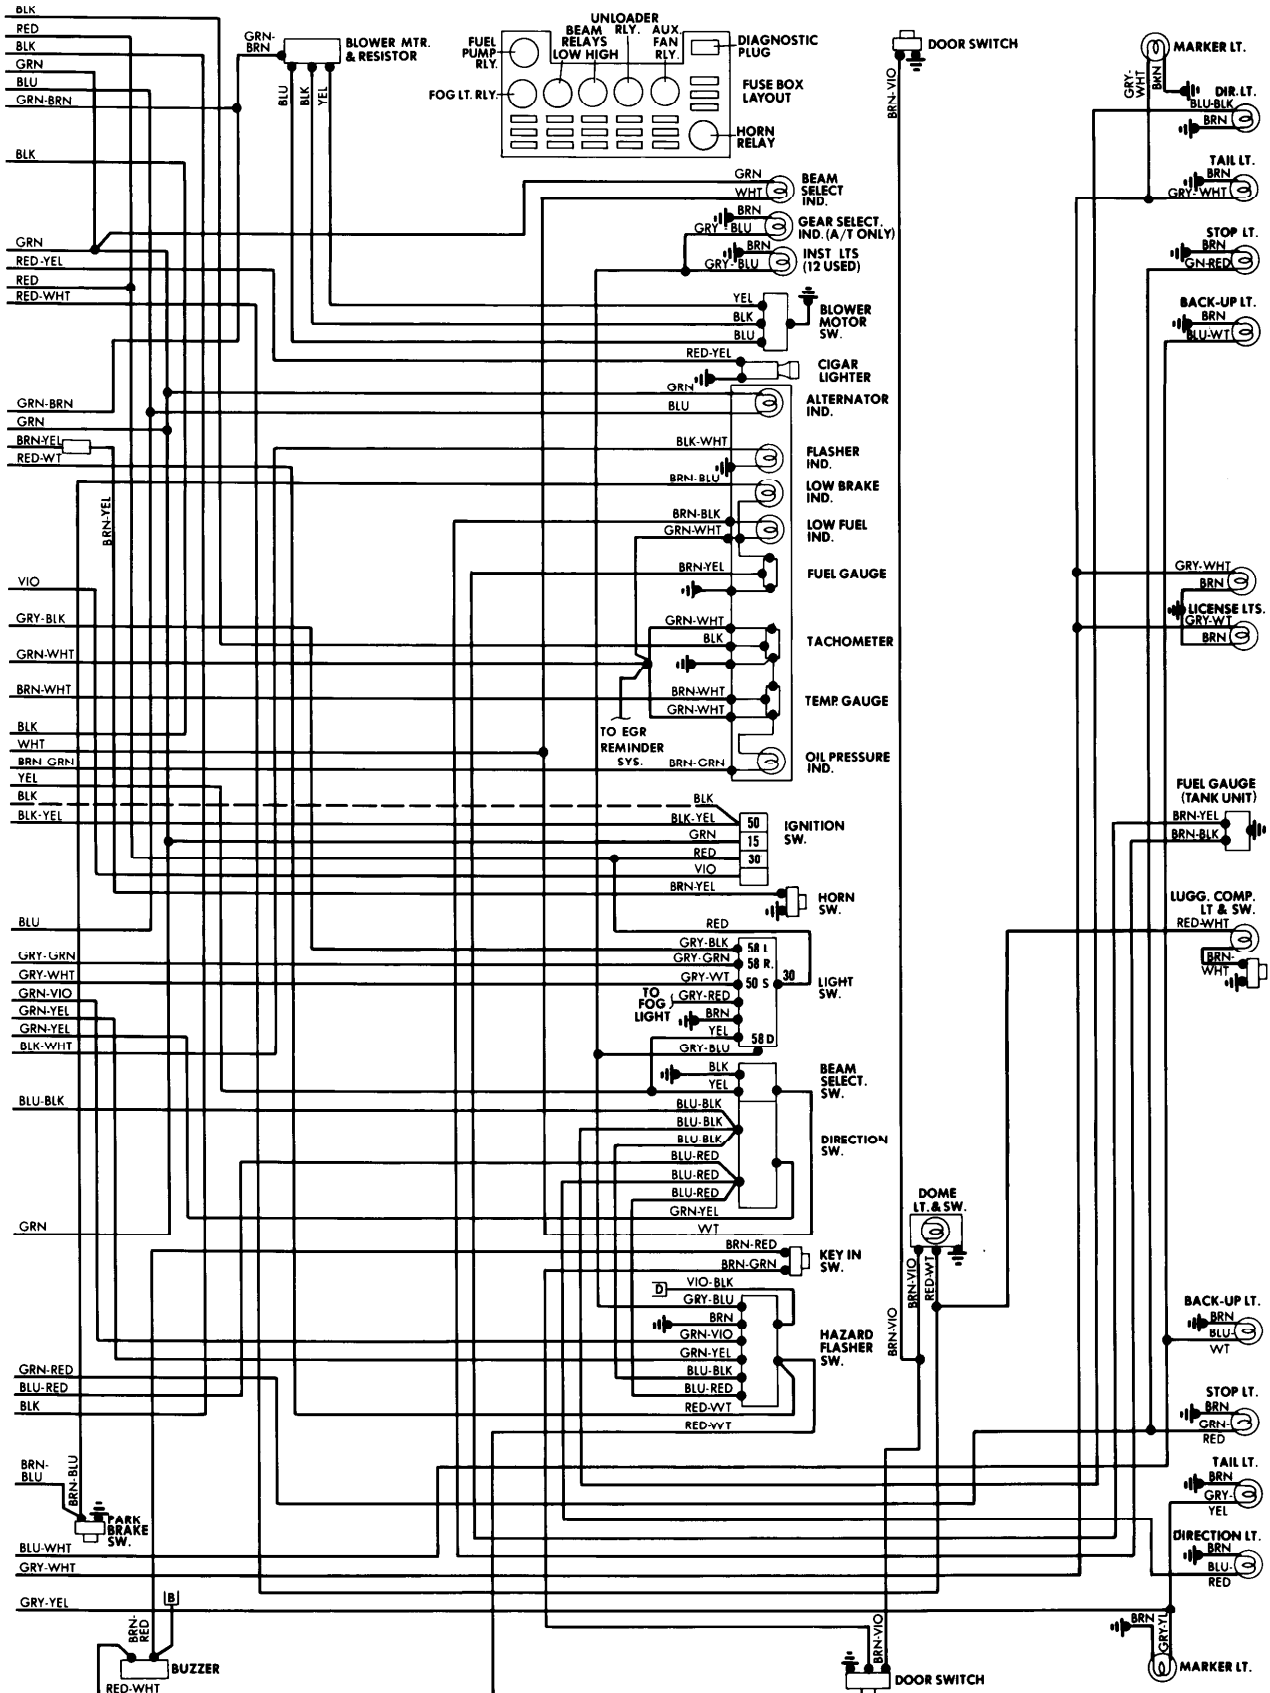 BLK
RED
BLK
GRN
BLU
GRN-BRN
BLK
GRN
RED-YEL
RED
RED-WHT
GRN-BRN
GRN
BRN-YEL
RED-WT
BRN-YEL
VIO
GRY-BLK
GRN-WHT
BRN-WHT
BLK
WHT
BRN GRN
YEL
BLK
BLK-YEL
BLU
GRY-GRN
GRY-WHT
GRN-VIO
GRN-YEL
GRN-YEL
BLK-WHT
BLU-BLK
GRN
GRN-RED
BLU-RED
BLK
BRN-
BLU
BRN-BLU
PARK
BRAKE
SW.
BLU-WHT
GRY-WHT
GRY-YEL
B
BRN-
RED
BUZZER
RED-WHT
GRN-
BRN
BLOWER MTR.
& RESISTOR
BLU
BLK
YEL
FUEL
PUMP
RLY.
UNLOADER
RLY.
BEAM
RELAYS
LOW HIGH
AUX.
FAN
RLY.
DIAGNOSTIC
PLUG
FOG LT. RLY.
FUSE BOX
LAYOUT
HORN
RELAY
GRN
WHT
BEAM
SELECT
IND.
BRN
GRY-BLU
GEAR SELECT.
IND. (A/T ONLY)
BRN
GRY-BLU
INST LTS
(12 USED)
YEL
BLK
BLU
BLOWER
MOTOR
SW.
RED-YEL
CIGAR
LIGHTER
GRN
BLU
ALTERNATOR
IND.
BLK-WHT
FLASHER
IND.
BRN-BLU
LOW BRAKE
IND.
BRN-BLK
GRN-WHT
LOW FUEL
IND.
BRN-YEL
FUEL GAUGE
GRN-WHT
BLK
TACHOMETER
BRN-WHT
GRN-WHT
TEMP. GAUGE
TO EGR
REMINDER
SYS.
BRN-GRN
OIL PRESSURE
IND.
BLK
BLK-YEL
GRN
RED
VIO
50
15
30
IGNITION
SW.
BRN-YEL
HORN
SW.
RED
GRY-BLK
GRY-GRN
GRY-WT
GRY-RED
BRN
YEL
GRY-BLU
58 L
58 R.
50 S
30
58 D
TO
FOG
LIGHT
LIGHT
SW.
BLK
YEL
BEAM
SELECT.
SW.
BLU-BLK
BLU-BLK
BLU-BLK
BLU-RED
BLU-RED
BLU-RED
GRN-YEL
WT
DIRECTION
SW.
BRN-RED
BRN-GRN
KEY IN
SW.
D
VIO-BLK
GRY-BLU
BRN
GRN-VIO
GRN-YEL
BLU-BLK
BLU-RED
RED-WT
RED-WT
HAZARD
FLASHER
SW.
DOOR SWITCH
BRN-VIO
DOME
LT. & SW.
BRN-VIO
RED-WT
BRN-VIO
BRN-VIO
DOOR SWITCH
MARKER LT.
GRY-
WHT
BRN
DIR. LT.
BLU-BLK
BRN
TAIL LT.
BRN
GRY-WHT
STOP LT.
BRN
GN-RED
BACK-UP LT.
BRN
BLU-WT
GRY-WHT
BRN
LICENSE LTS.
GRY-WT
BRN
FUEL GAUGE
(TANK UNIT)
BRN-YEL
BRN-BLK
LUGG. COMP.
LT & SW.
RED-WHT
BRN-
WHT
BACK-UP LT.
BRN
BLU-
WT
STOP LT.
BRN
GRN-
RED
TAIL LT.
BRN
GRY-
YEL
DIRECTION LT.
BRN
BLU-
RED
BRN
GRY-YL
MARKER LT.